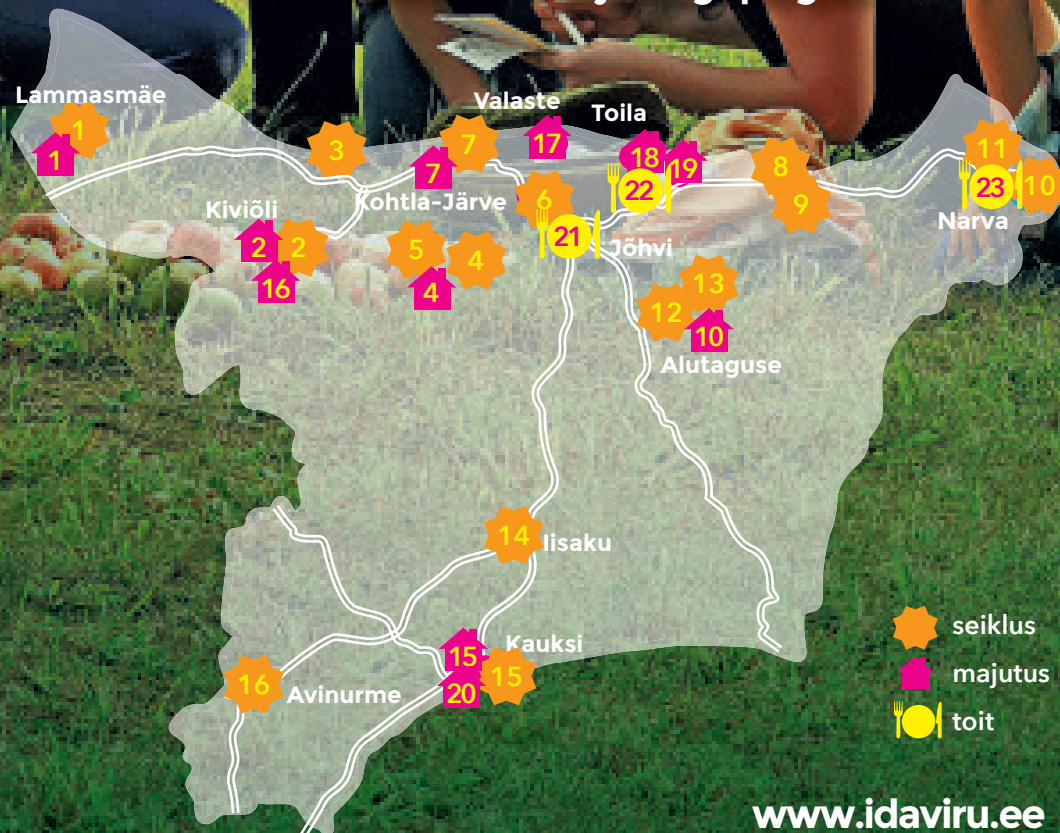 Lammasmäe
Valaste
Toila
1
1
3
7
7
17
18
19
22
8
9
11
23
10
Narva
Kiviõli
Kohtla-Järve
6
21
Jõhvi
2
2
16
5
4
4
13
12
10
Alutaguse
14
Iisaku
Kauksi
15
15
20
16
Avinurme
seiklus
majutus
toit
www.idaviru.ee